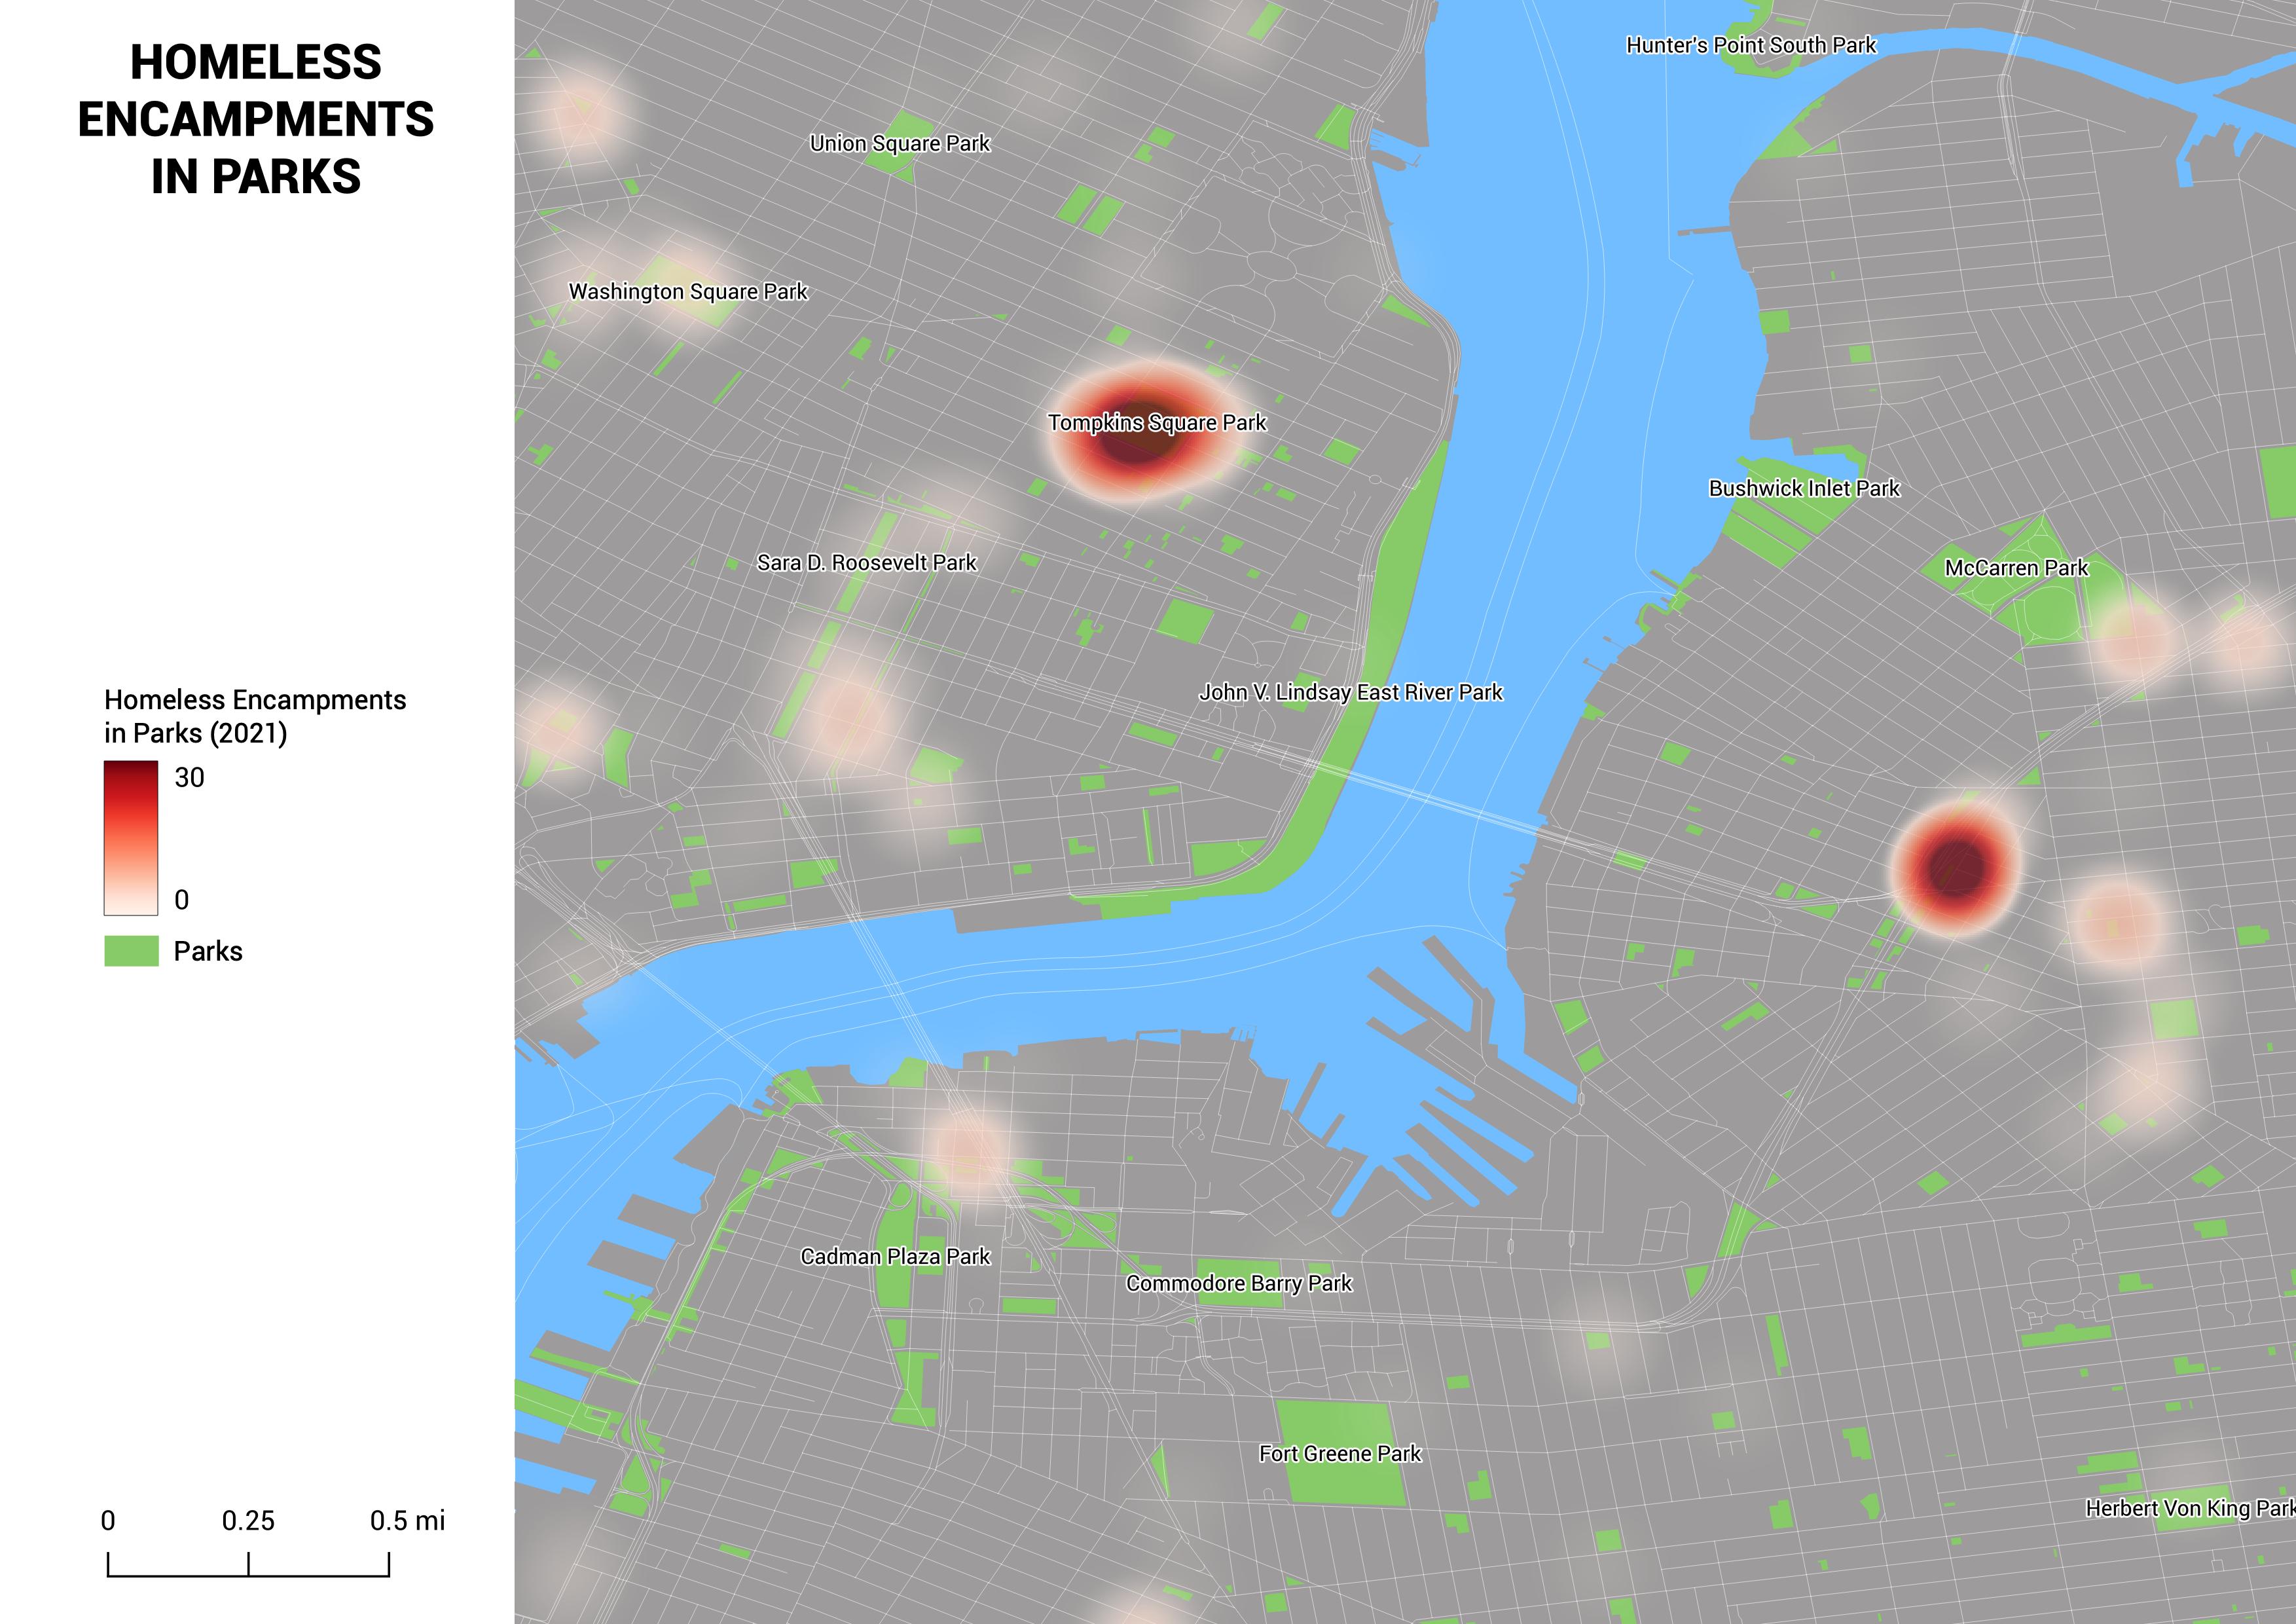 HOMELESS
ENCAMPMENTS
IN PARKS
Homeless Encampments
in Parks (2021)
30
0
Parks
0 0.25 0.5 mi
Hunter's Point South Park
Union Square Park
Washington Square Park
Tompkins Square Park
Bushwick Inlet Park
Sara D. Roosevelt Park
McCarren Park
John V. Lindsay East River Park
Cadman Plaza Park
Commodore Barry Park
Fort Greene Park
Herbert Von King Park